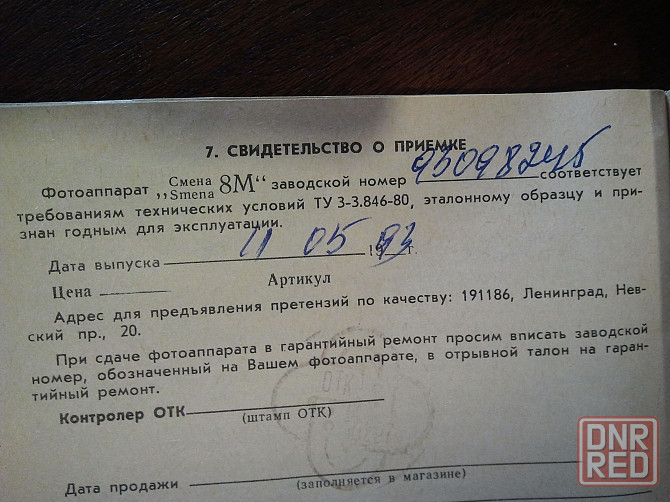 7. СВИДЕТЕЛЬСТВО О ПРИЕМКЕ
Фотоаппарат „Смена Smena 8М“ заводской номер 95098245 соответствует
требованиям технических условий ТУ 3-3.846-80, эталонному образцу и при-
знан годным для эксплуатации.
Дата выпуска 11 05 1993 г.
Цена Артикул
Адрес для предъявления претензий по качеству: 191186, Ленинград, Нев-
ский пр., 20.
При сдаче фотоаппарата в гарантийный ремонт просим вписать заводской
номер, обозначенный на Вашем фотоаппарате, в отрывной талон на гаран-
тийный ремонт.
ОТК
Контролер ОТК
(штамп ОТК)
Дата продажи
(заполняется в магазине)
DNR
RED